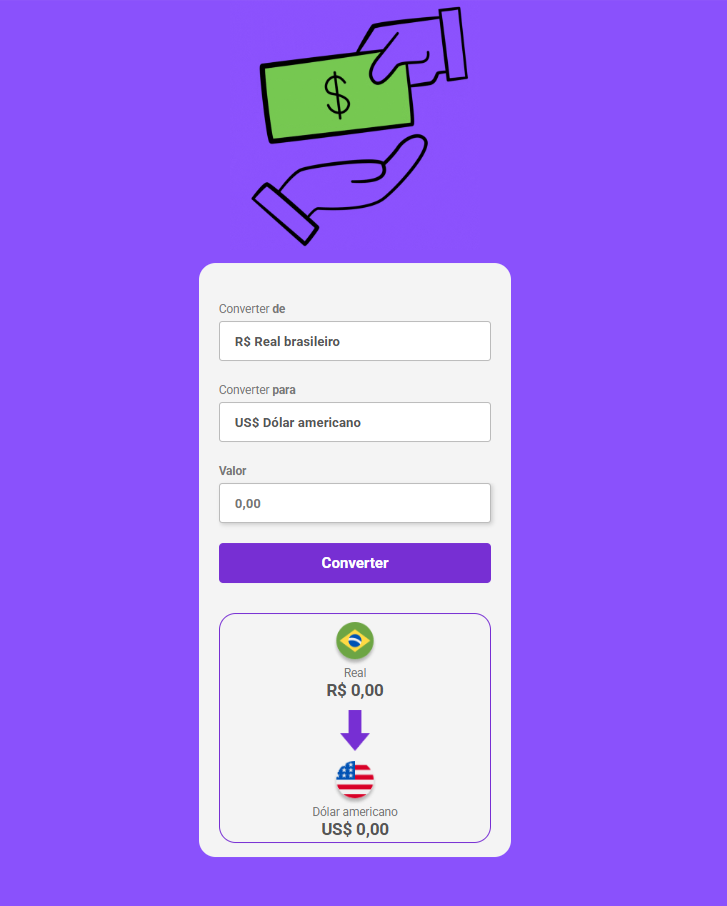 $
Converter de
R$ Real brasileiro
Converter para
US$ Dólar americano
Valor
0,00
Converter
Real
R$ 0,00
Dólar americano
US$ 0,00